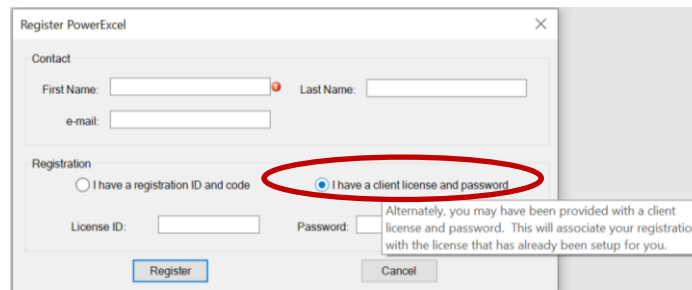 Register PowerExcel
Contact
First Name: Last Name:
e-mail:
Registration
I have a registration ID and code I have a client license and password
Alternately, you may have been provided with a client
license and password. This will associate your registratio
with the license that has already been setup for you.
License ID: Password:
Register Cancel